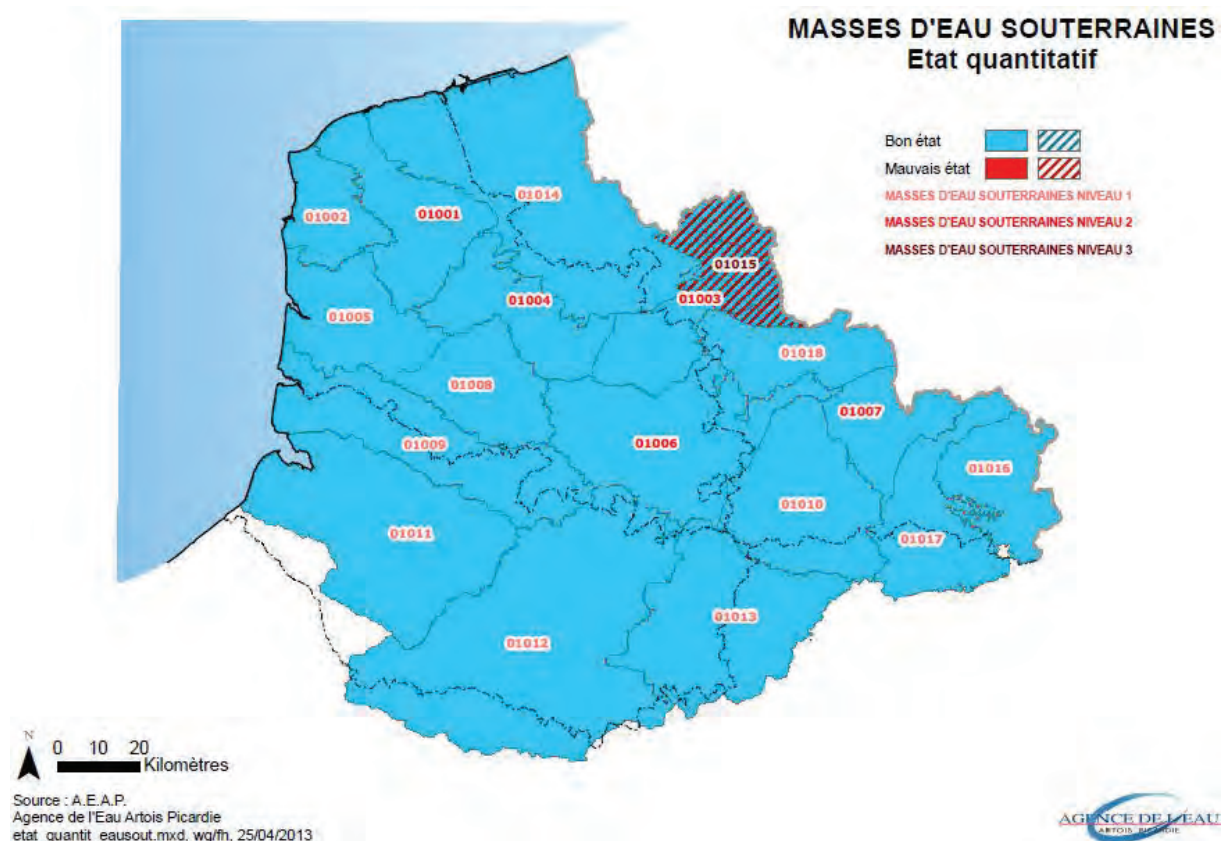 MASSES D'EAU SOUTERRAINES
Etat quantitatif
Bon état
Mauvais état
MASSES D'EAU SOUTERRAINES NIVEAU 1
MASSES D'EAU SOUTERRAINES NIVEAU 2
MASSES D'EAU SOUTERRAINES NIVEAU 3
01014
01002
01001
01015
01003
01004
01005
01018
01008
01007
01009
01006
01016
01010
01011
01017
01013
01012
N
0 10 20
Kilomètres
Source : A.E.A.P.
Agence de l'Eau Artois Picardie
etat_quantit_eausout.mxd, wg/fh, 25/04/2013
AGENCE DE L'EAU
ARTOIS PICARDIE